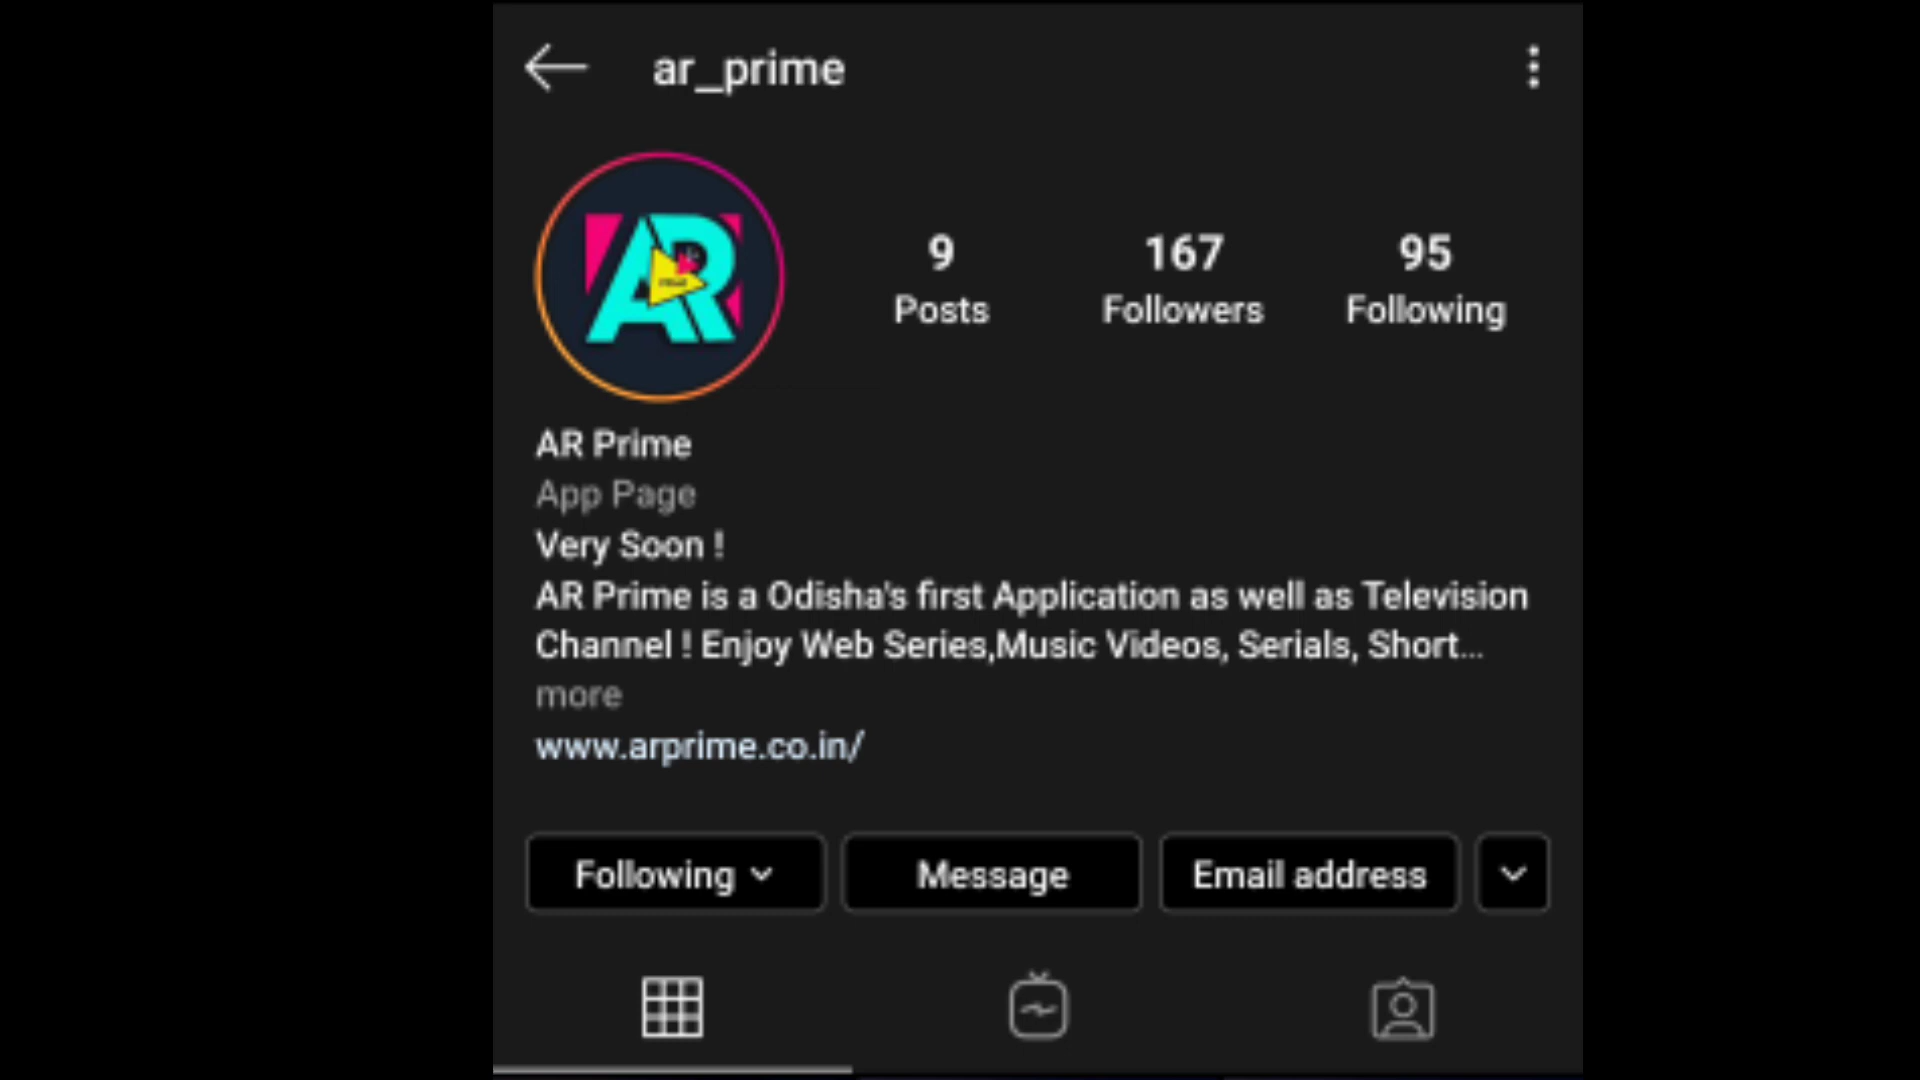 ar_prime
AR
9
Posts
167
Followers
95
Following
AR Prime
App Page
Very Soon !
AR Prime is a Odisha's first Application as well as Television
Channel ! Enjoy Web Series,Music Videos, Serials, Short...
more
www.arprime.co.in/
Following
Message
Email address